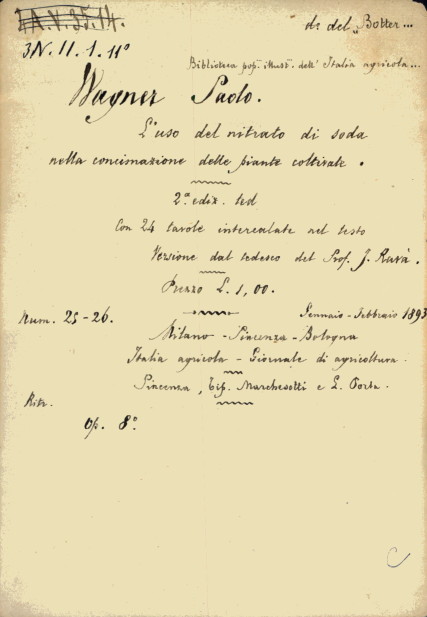 I A.V. 35.14.
di del „Botter...
3N. 11. 1. 11°
Biblioteca pop. illustr. dell' Italia agricola...
Wagner Paolo.
L'uso del nitrato di soda
nella concimazione delle piante coltivate.
2ª ediz. ted
Con 24 tavole intercalate nel testo
Versione dal tedesco del Prof. J. Ravà.
Prezzo L. 1,00.
Num. 25-26.
Gennaio - Febbraio 1893
Milano - Piacenza - Bologna
Italia agricola - Giornale di agricoltura.
Piacenza, Tip. Marchesotti e L. Porta.
Ritr.
Op. 8°
C